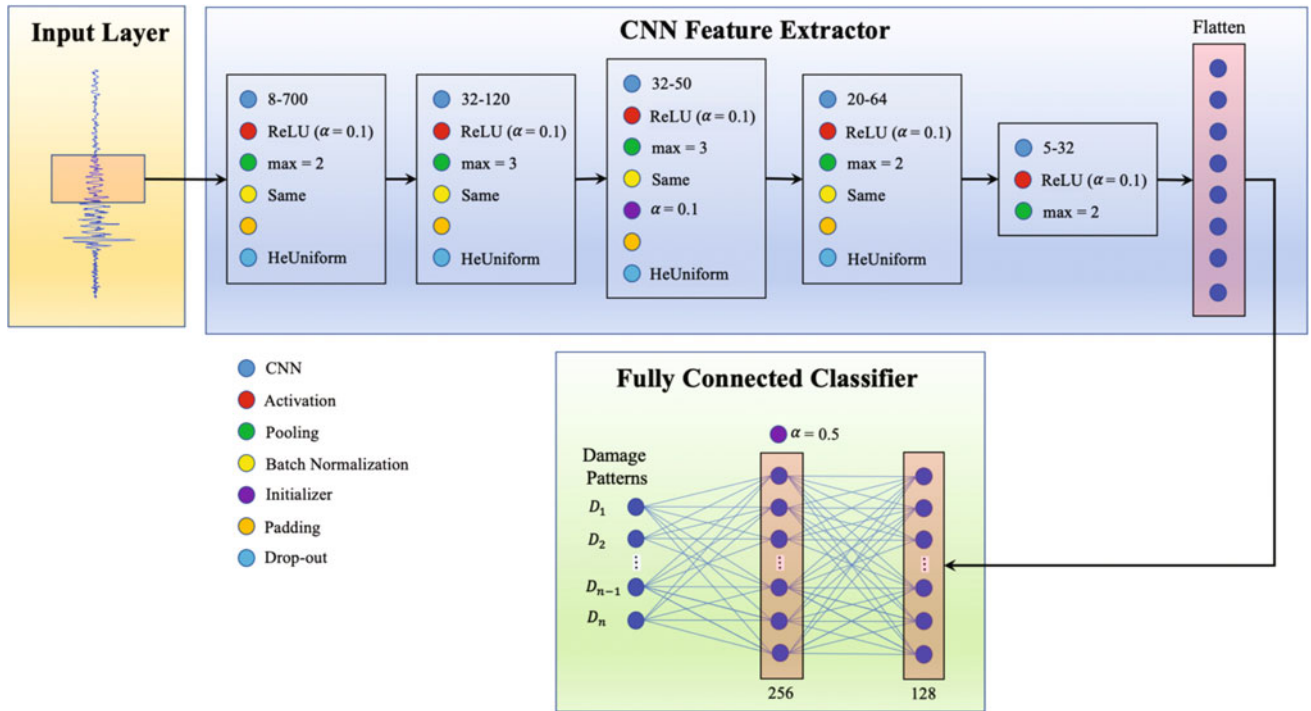 Input Layer
CNN Feature Extractor
Flatten
8-700
ReLU (α = 0.1)
max = 2
Same
HeUniform
32-120
ReLU (α = 0.1)
max = 3
Same
HeUniform
32-50
ReLU (α = 0.1)
max = 3
Same
α = 0.1
HeUniform
20-64
ReLU (α = 0.1)
max = 2
Same
HeUniform
5-32
ReLU (α = 0.1)
max = 2
CNN
Activation
Pooling
Batch Normalization
Initializer
Padding
Drop-out
Fully Connected Classifier
α = 0.5
Damage
Patterns
D₁
D₂
⋮
Dₙ₋₁
Dₙ
256
128